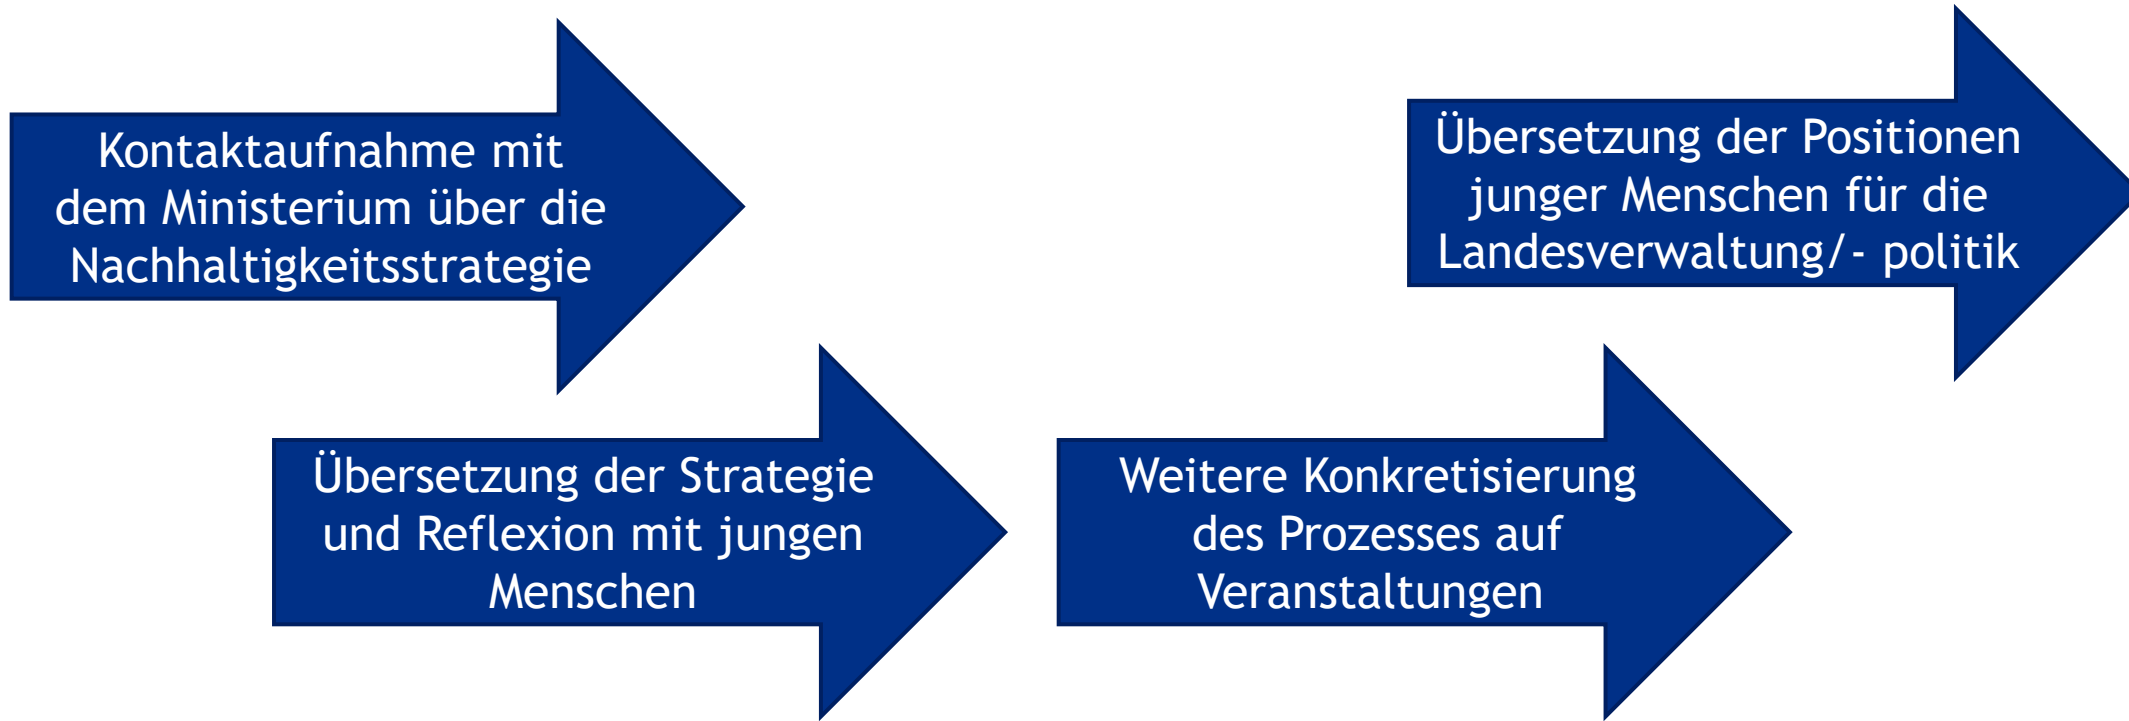 Kontaktaufnahme mit
dem Ministerium über die
Nachhaltigkeitsstrategie
Übersetzung der Strategie
und Reflexion mit jungen
Menschen
Weitere Konkretisierung
des Prozesses auf
Veranstaltungen
Übersetzung der Positionen
junger Menschen für die
Landesverwaltung/- politik